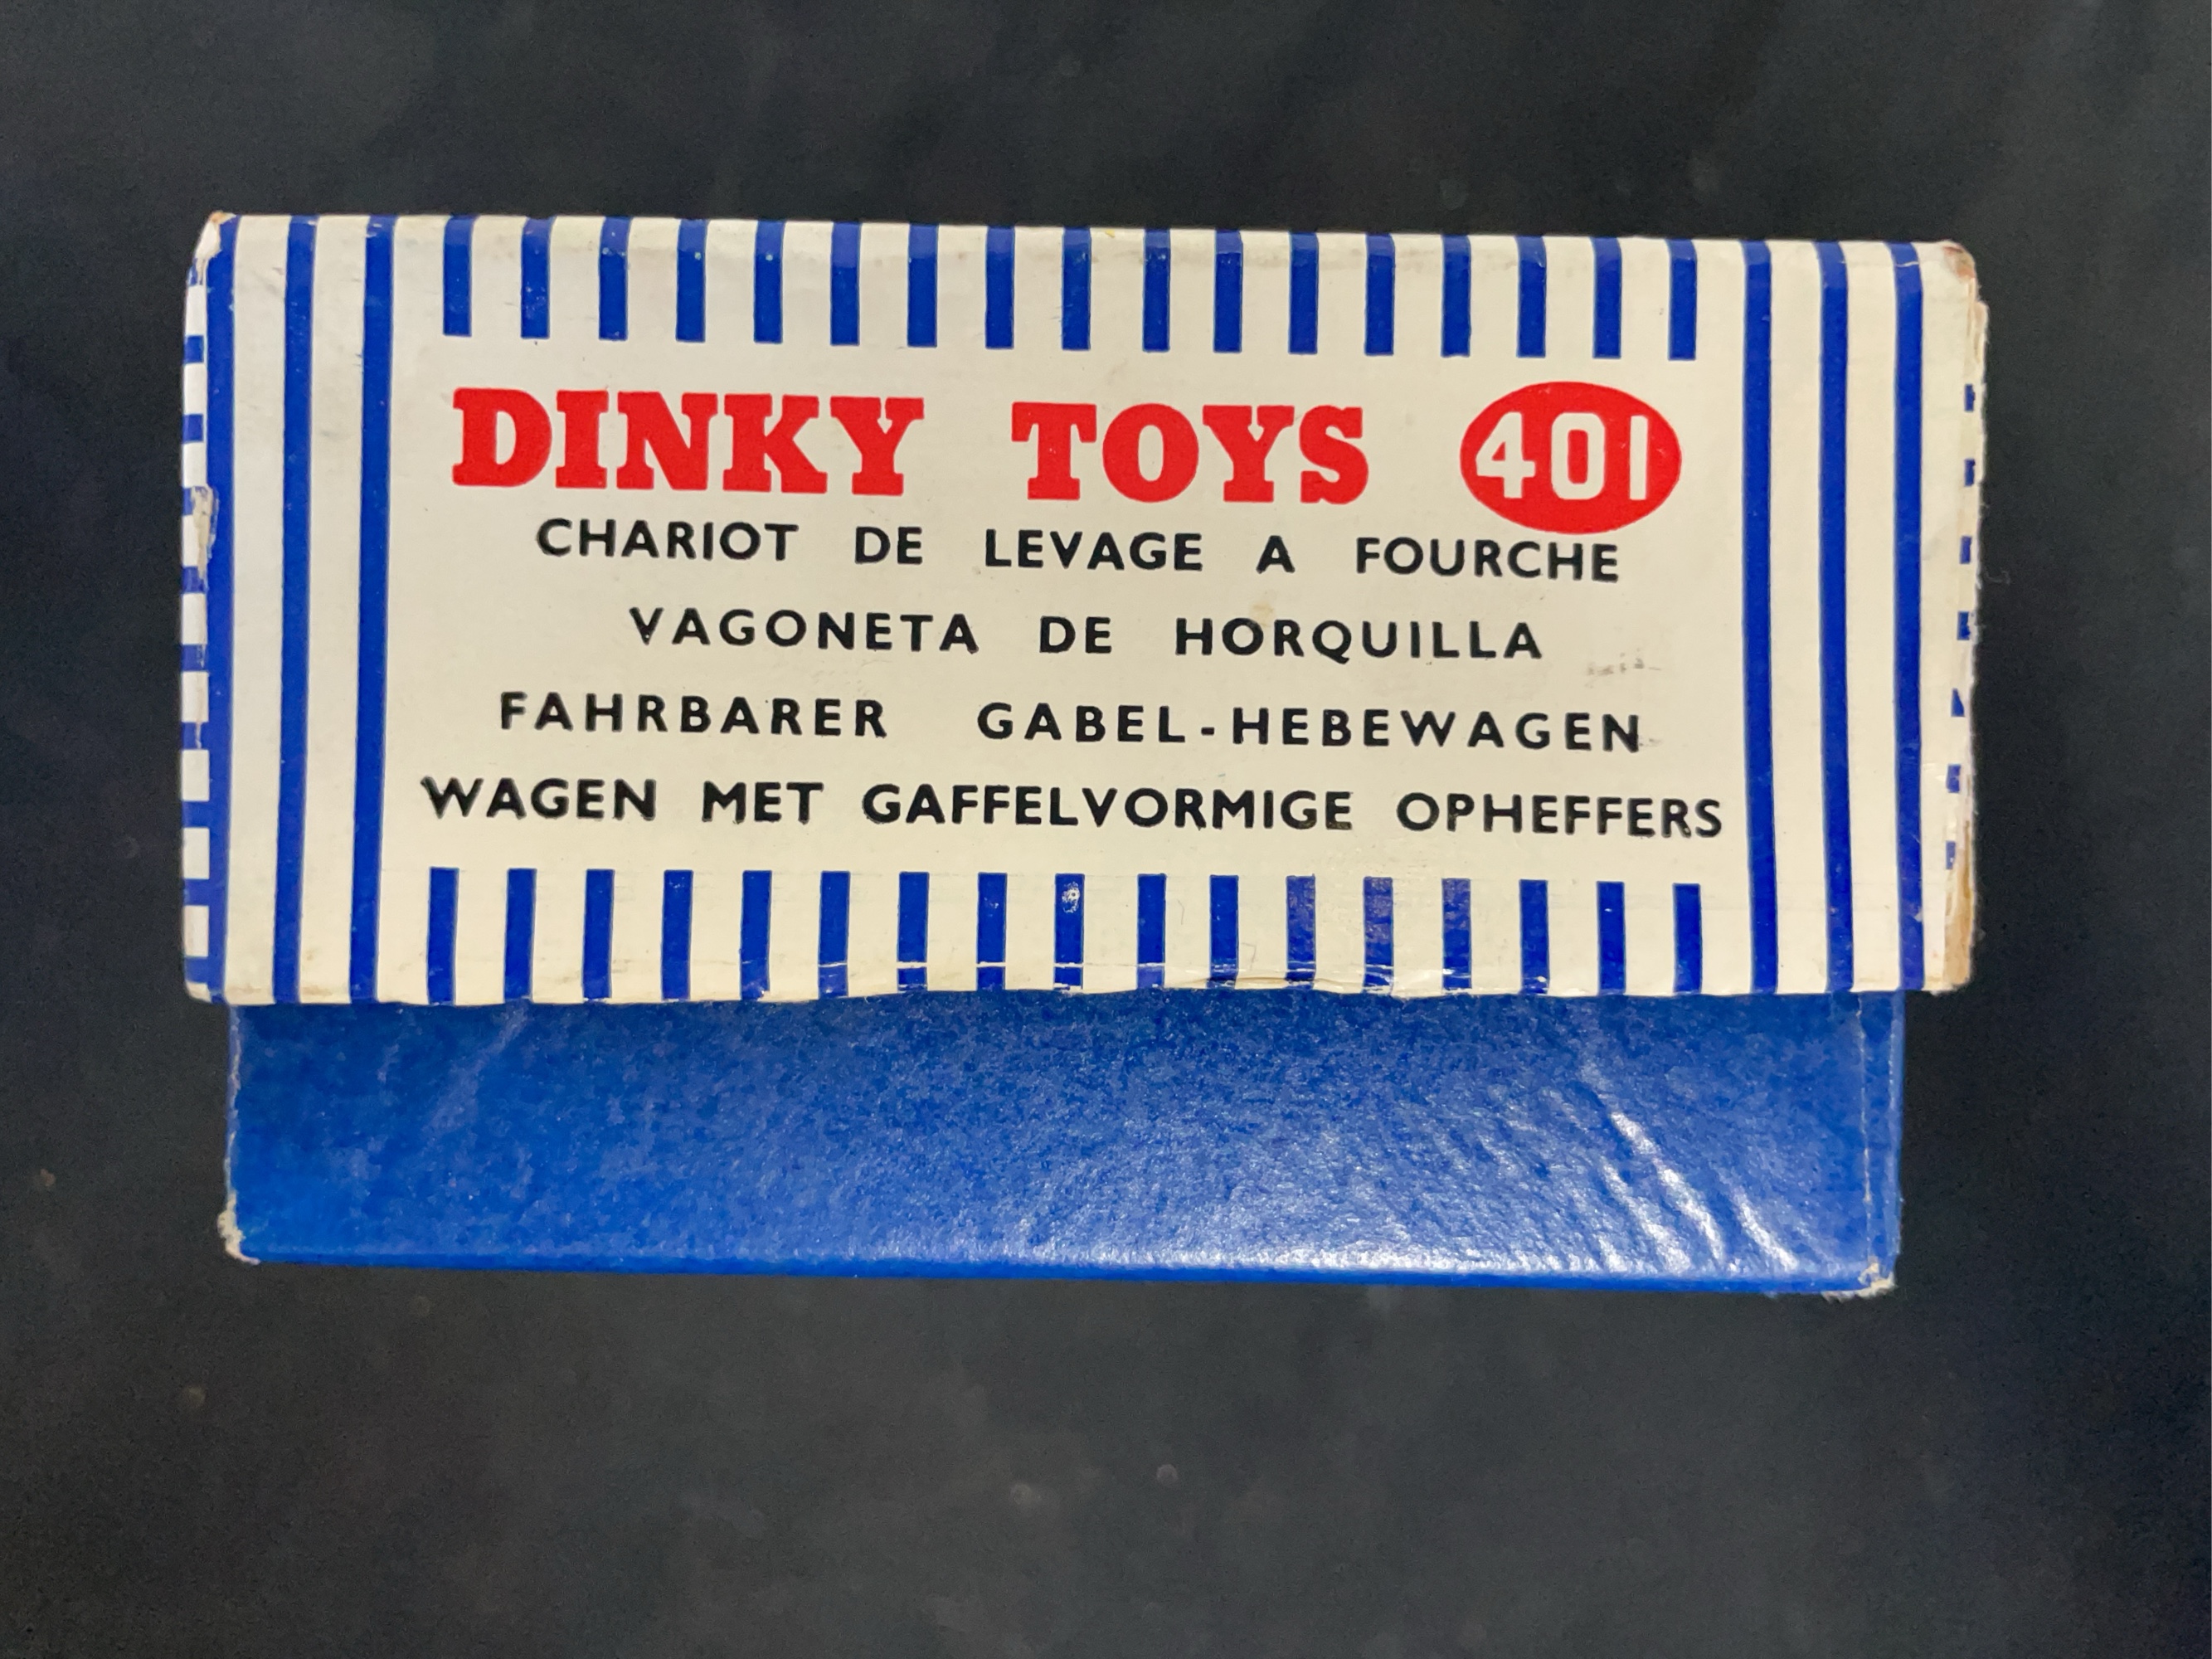 DINKY TOYS 401
CHARIOT DE LEVAGE A FOURCHE
VAGONETA DE HORQUILLA
FAHRBARER GABEL-HEBEWAGEN
WAGEN MET GAFFELVORMIGE OPHEFFERS